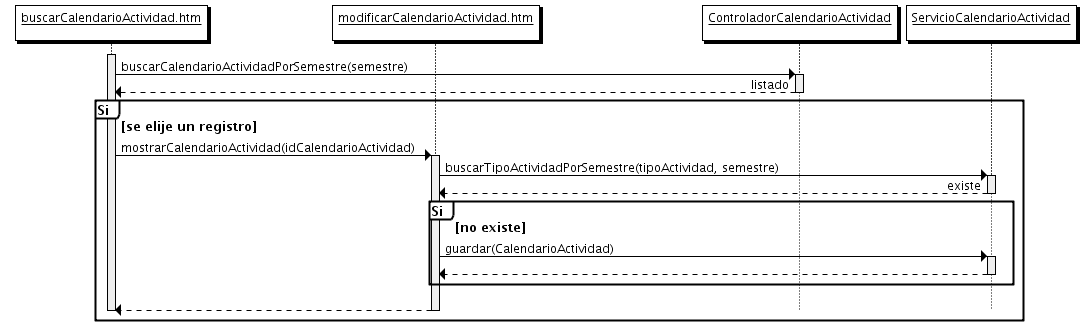 buscarCalendarioActividad.htm
modificarCalendarioActividad.htm
ControladorCalendarioActividad
ServicioCalendarioActividad
buscarCalendarioActividadPorSemestre(semestre)
listado
Si
[se elije un registro]
mostrarCalendarioActividad(idCalendarioActividad)
buscarTipoActividadPorSemestre(tipoActividad, semestre)
existe
Si
[no existe]
guardar(CalendarioActividad)